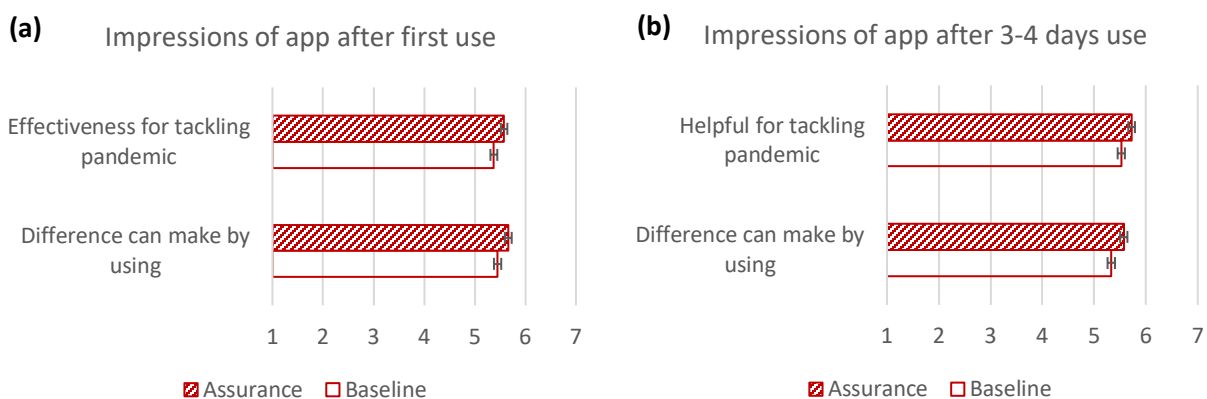 (a)
Impressions of app after first use
Effectiveness for tackling
pandemic
Difference can make by
using
1 2 3 4 5 6 7
Assurance Baseline
(b)
Impressions of app after 3-4 days use
Helpful for tackling
pandemic
Difference can make by
using
1 2 3 4 5 6 7
Assurance Baseline